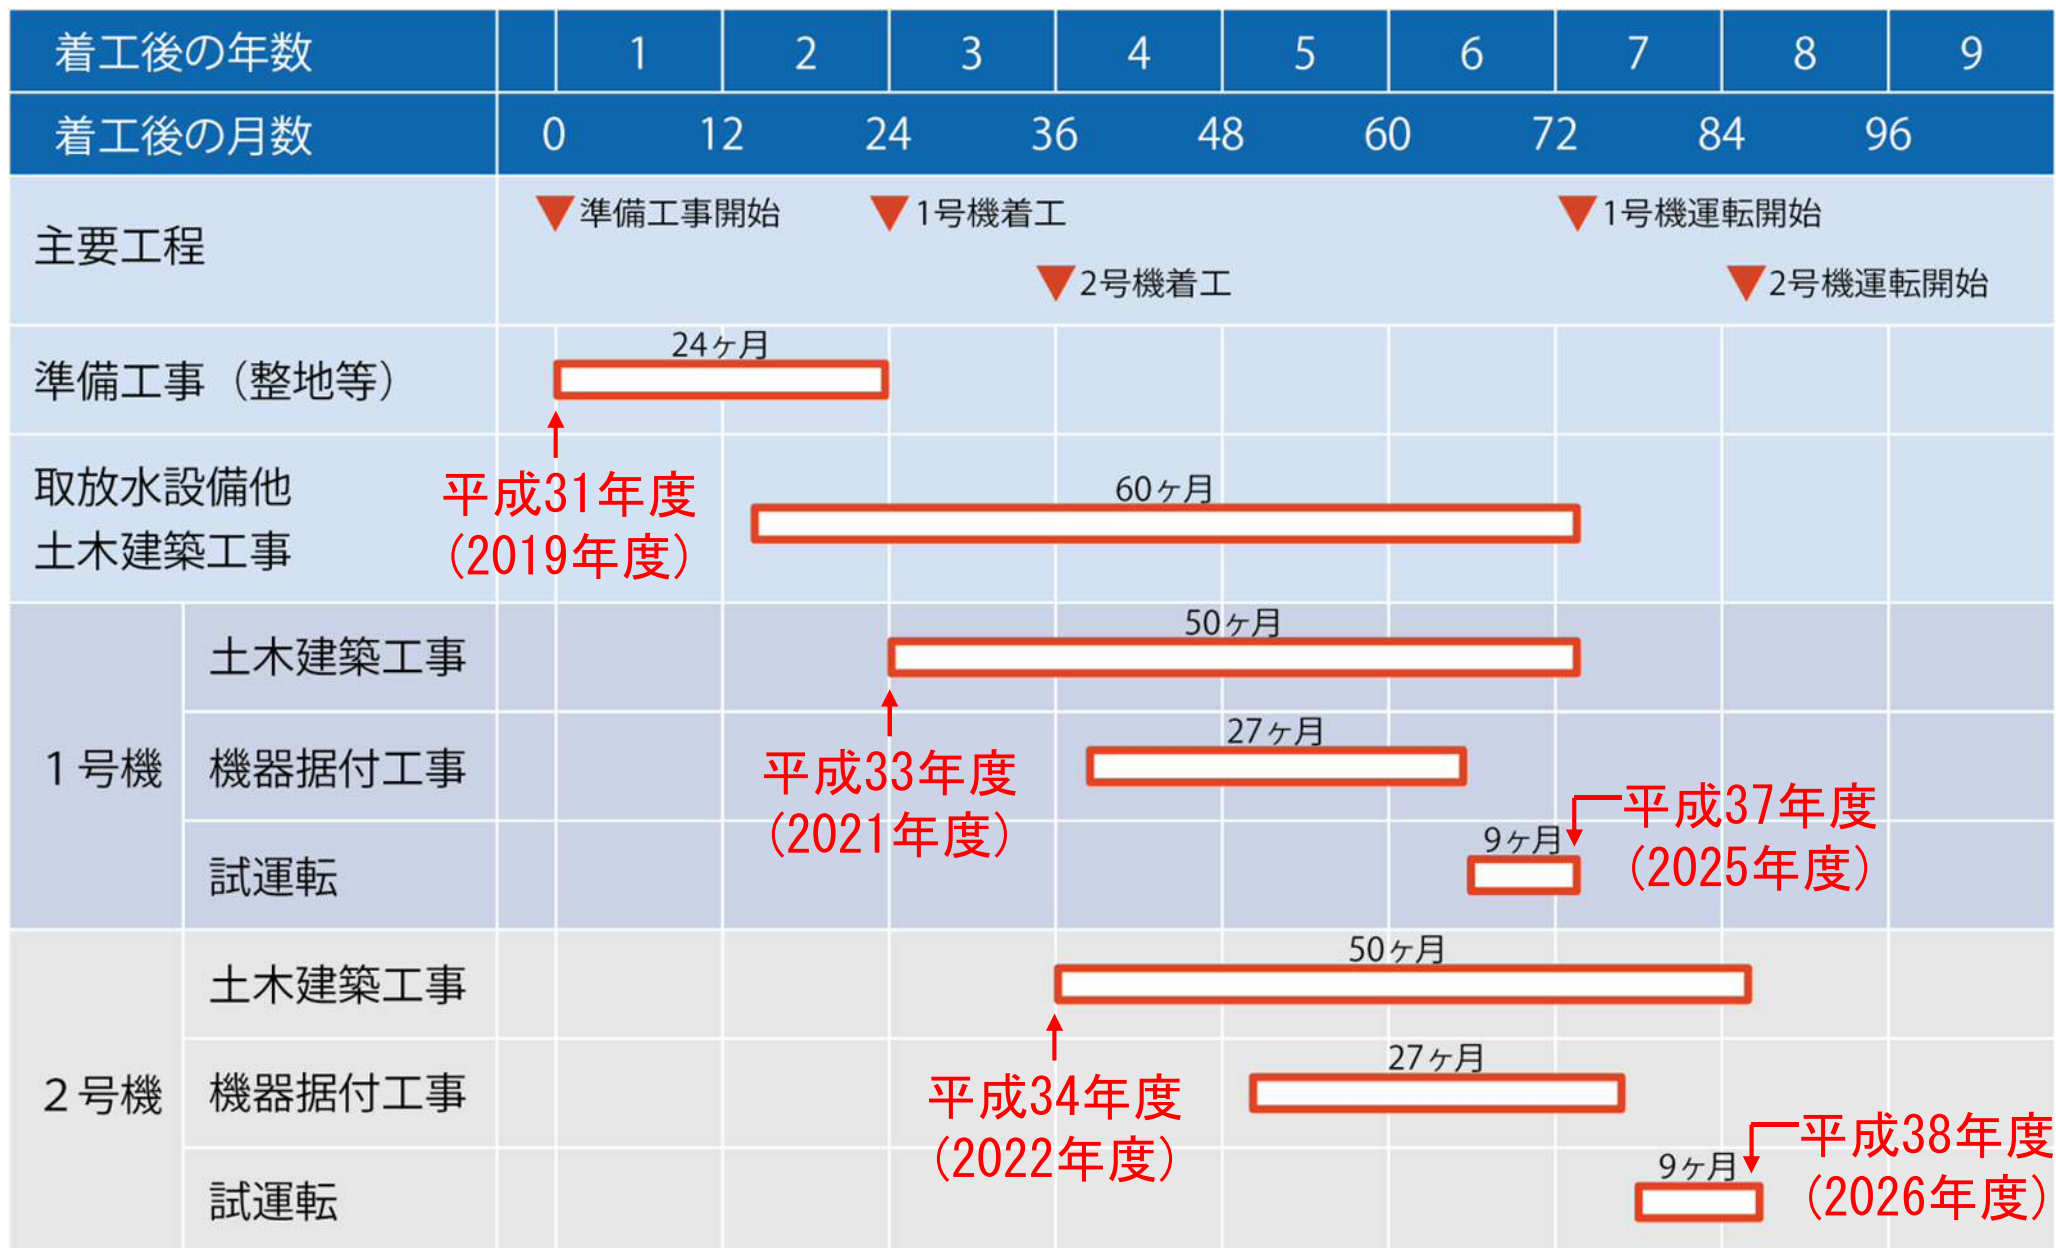 着工後の年数 1 2 3 4 5 6 7 8 9
着工後の月数 0 12 24 36 48 60 72 84 96
主要工程
▼準備工事開始 ▼1号機着工 ▼1号機運転開始
▼2号機着工 ▼2号機運転開始
準備工事（整地等）
24ヶ月
平成31年度
(2019年度)
取放水設備他
土木建築工事
60ヶ月
1号機
土木建築工事
50ヶ月
平成33年度
(2021年度)
機器据付工事
27ヶ月
試運転
9ヶ月
平成37年度
(2025年度)
2号機
土木建築工事
50ヶ月
平成34年度
(2022年度)
機器据付工事
27ヶ月
試運転
9ヶ月
平成38年度
(2026年度)